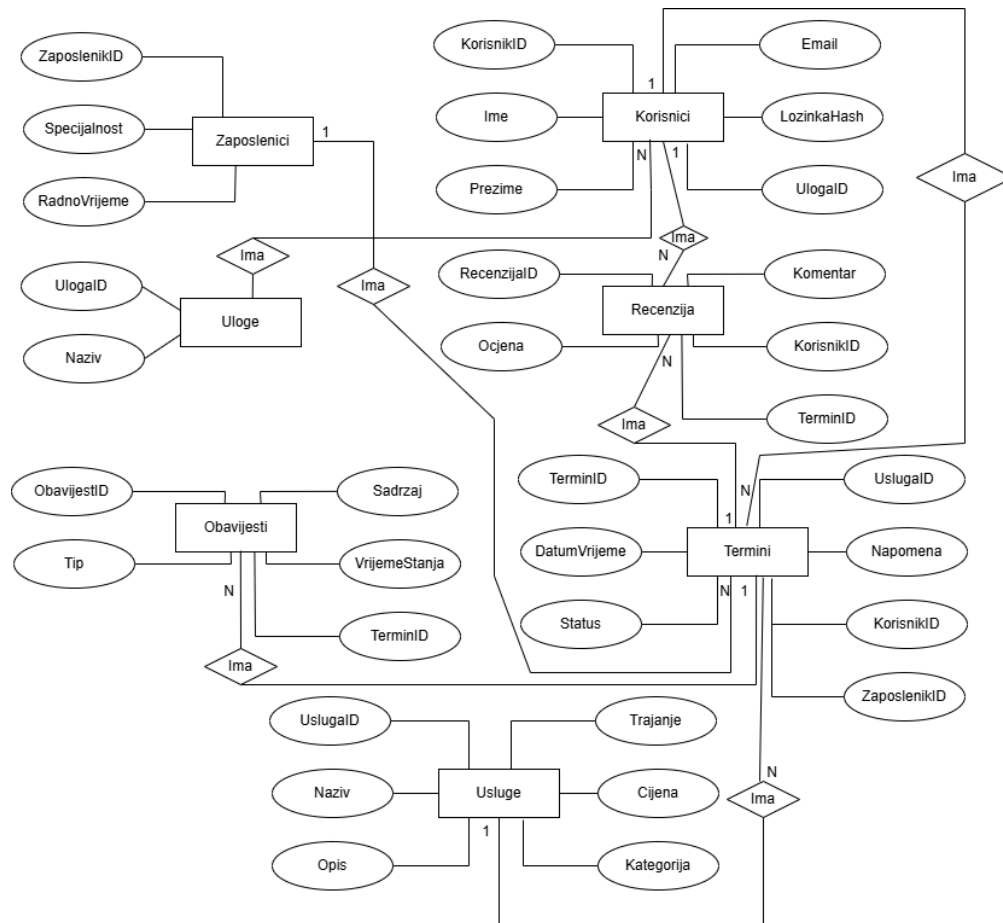 KorisnikID
Email
ZaposlenikID
1
Ime
Korisnici
LozinkaHash
Specijalnost
Zaposlenici
1
N
1
Ima
Prezime
UlogaID
RadnoVrijeme
Ima
Ima
N
RecenzijaID
Komentar
UlogaID
Ima
Uloge
Recenzija
Naziv
Ocjena
KorisnikID
N
N
Ima
TerminID
ObavijestID
Sadrzaj
TerminID
UslugaID
N
1
Obavijesti
Tip
VrijemeStanja
DatumVrijeme
Termini
Napomena
N
N
1
TerminID
Status
KorisnikID
Ima
ZaposlenikID
UslugaID
Trajanje
N
Naziv
Usluge
Cijena
Ima
1
Opis
Kategorija